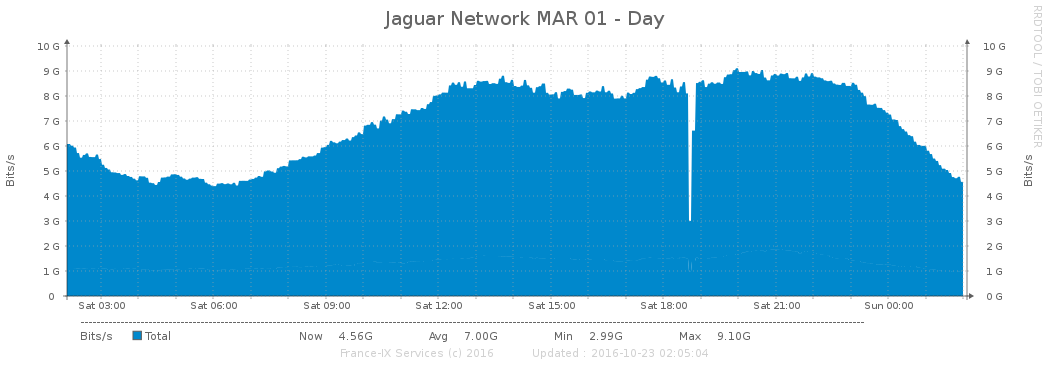 Jaguar Network MAR 01 - Day
RRDTOOL / TOBI OETIKER
10 G 10 G
9 G 9 G
8 G 8 G
7 G 7 G
6 G 6 G
5 G 5 G
4 G 4 G
3 G 3 G
2 G 2 G
1 G 1 G
0 0 G
Bits/s
Bits/s
Sat 03:00 Sat 06:00 Sat 09:00 Sat 12:00 Sat 15:00 Sat 18:00 Sat 21:00 Sun 00:00
Bits/s Total Now 4.56G Avg 7.00G Min 2.99G Max 9.10G
France-IX Services (c) 2016 Updated : 2016-10-23 02:05:04